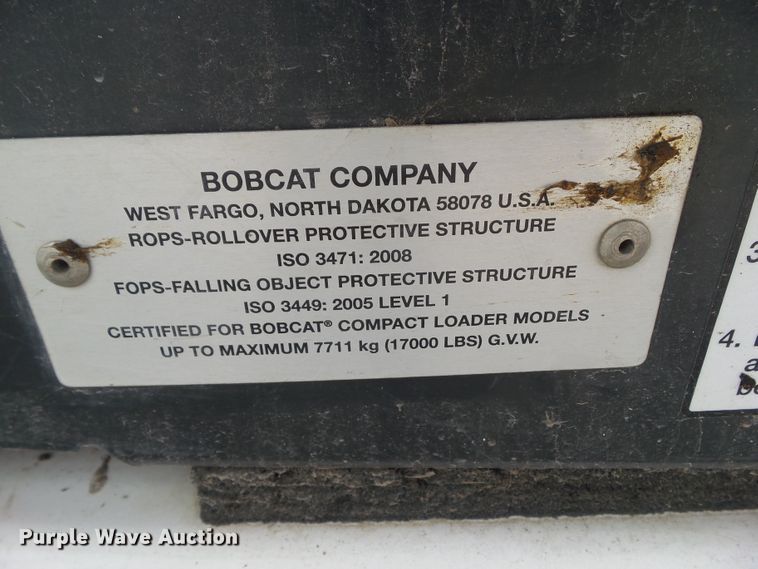 BOBCAT COMPANY
WEST FARGO, NORTH DAKOTA 58078 U.S.A.
ROPS-ROLLOVER PROTECTIVE STRUCTURE
ISO 3471: 2008
FOPS-FALLING OBJECT PROTECTIVE STRUCTURE
ISO 3449: 2005 LEVEL 1
CERTIFIED FOR BOBCAT® COMPACT LOADER MODELS
UP TO MAXIMUM 7711 kg (17000 LBS) G.V.W.
3
4.
Purple Wave Auction